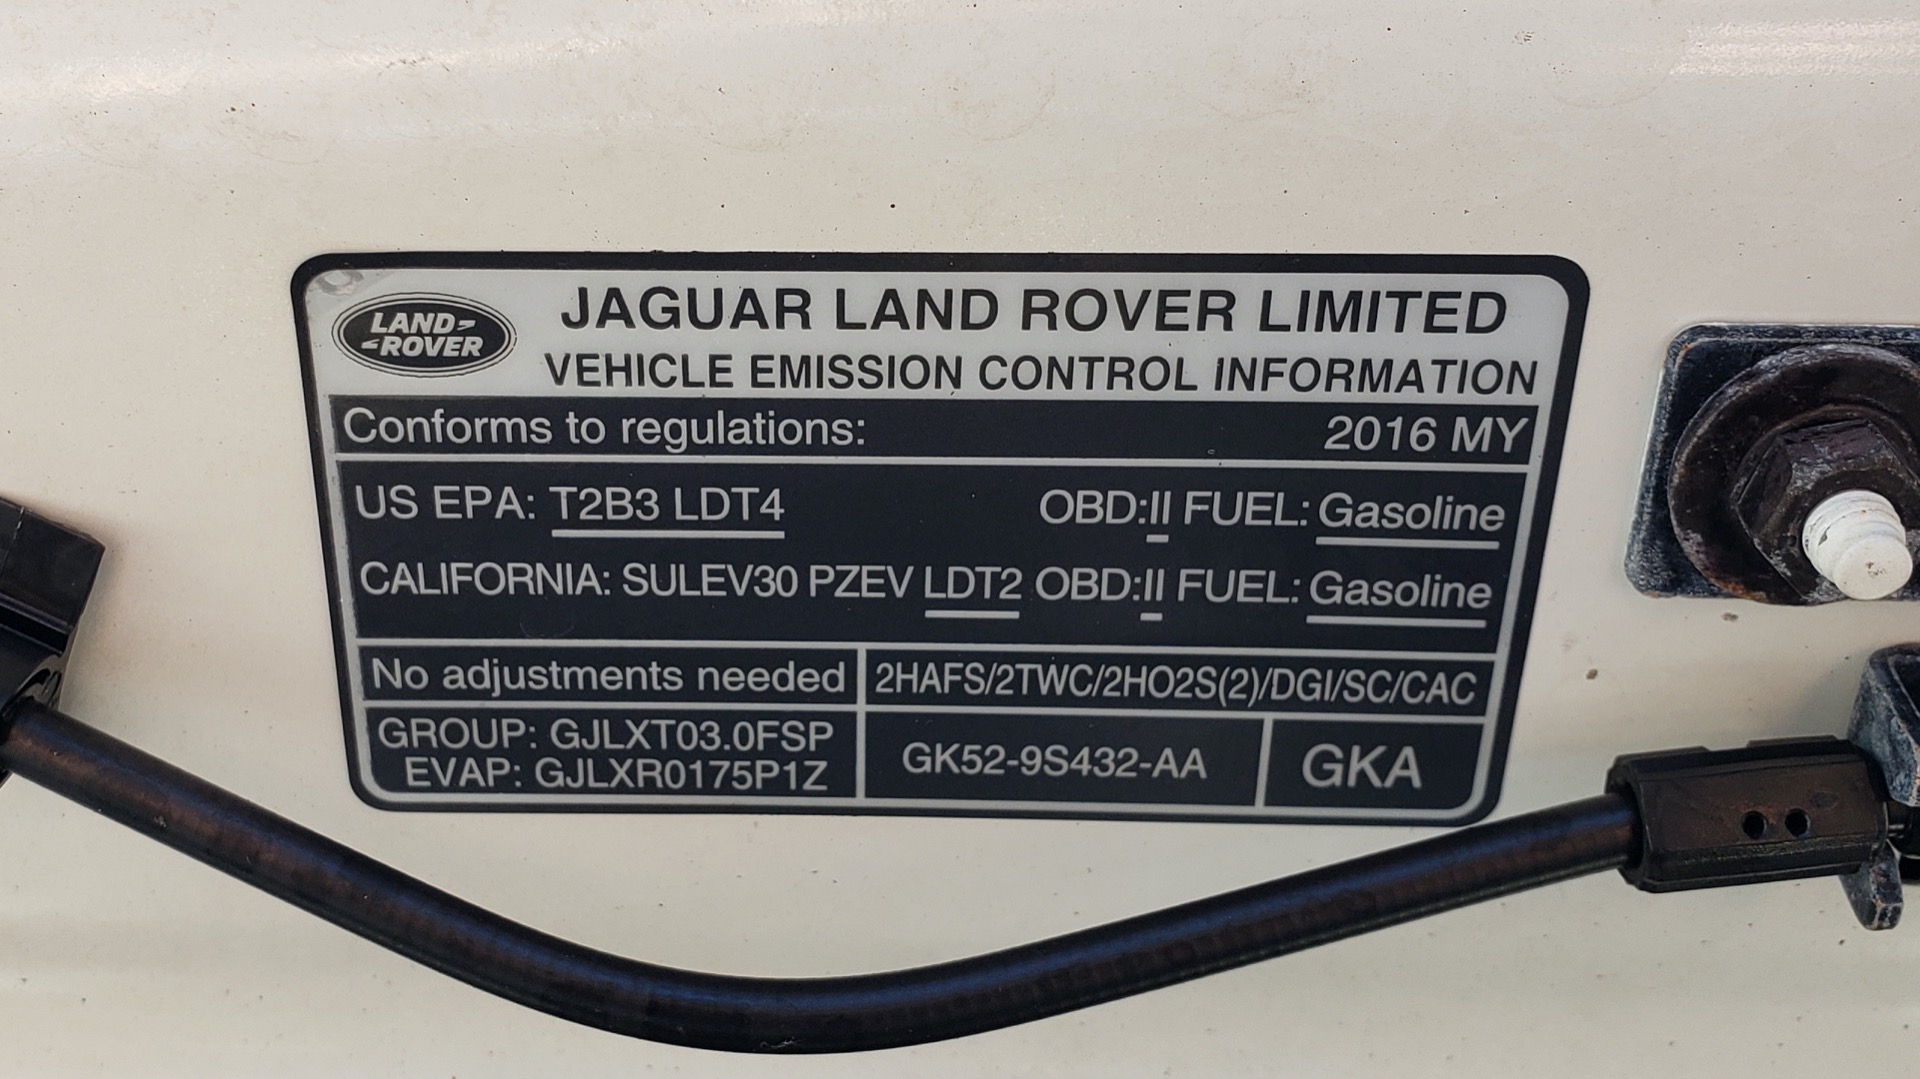 LAND-
-ROVER
JAGUAR LAND ROVER LIMITED
VEHICLE EMISSION CONTROL INFORMATION
Conforms to regulations: 2016 MY
US EPA: T2B3 LDT4 OBD:II FUEL: Gasoline
CALIFORNIA: SULEV30 PZEV LDT2 OBD:II FUEL: Gasoline
No adjustments needed 2HAFS/2TWC/2HO2S(2)/DGI/SC/CAC
GROUP: GJLXT03.0FSP
EVAP: GJLXR0175P1Z
GK52-9S432-AA GKA